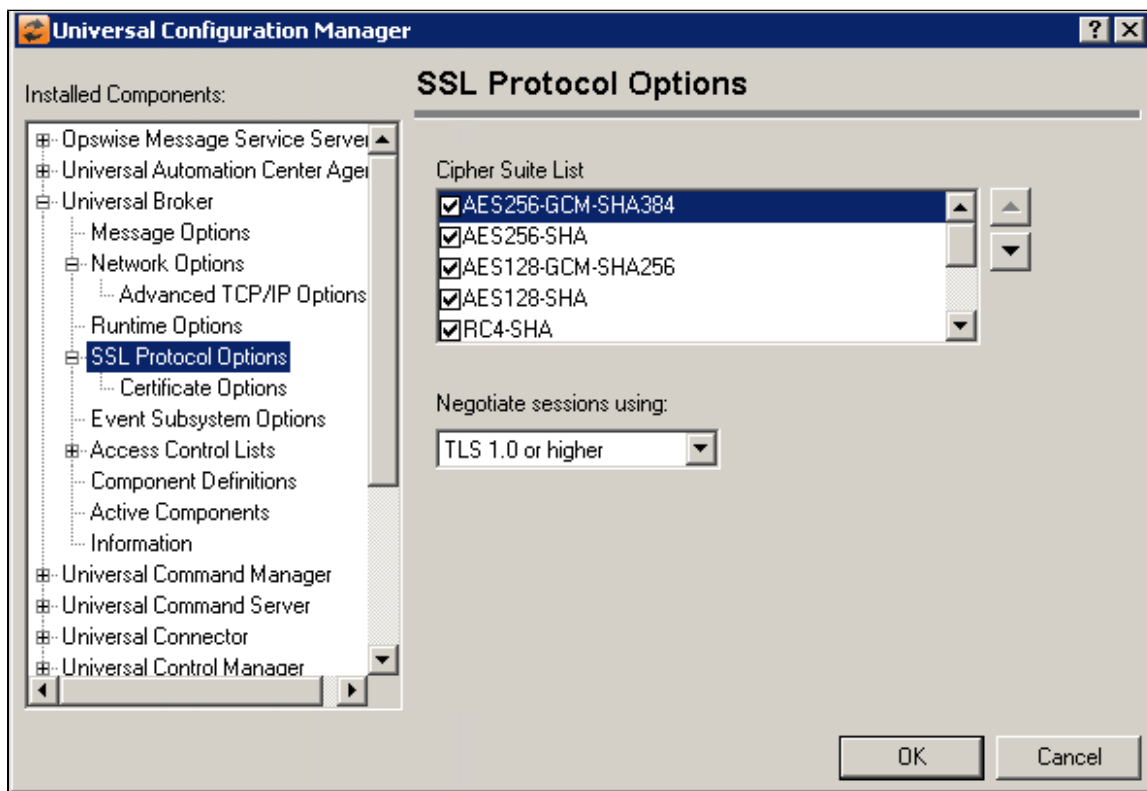 Universal Configuration Manager
Installed Components:
Opswise Message Service Server
Universal Automation Center Agen
Universal Broker
Message Options
Network Options
Advanced TCP/IP Options
Runtime Options
SSL Protocol Options
Certificate Options
Event Subsystem Options
Access Control Lists
Component Definitions
Active Components
Information
Universal Command Manager
Universal Command Server
Universal Connector
Universal Control Manager
SSL Protocol Options
Cipher Suite List
AES256-GCM-SHA384
AES256-SHA
AES128-GCM-SHA256
AES128-SHA
RC4-SHA
Negotiate sessions using:
TLS 1.0 or higher
OK
Cancel